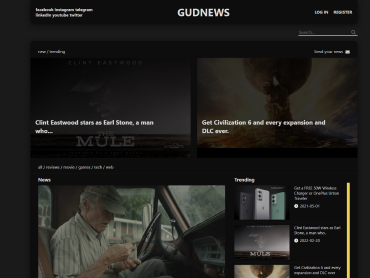 facebook instagram telegram
linkedin youtube twitter
GUDNEWS
LOG IN REGISTER
Search...
new / trending
Send your news
CLINT EASTWOOD
Clint Eastwood stars as Earl Stone, a man
who...
THE
MULE
Get Civilization 6 and every expansion and
DLC ever.
all / reviews / movin / games / tech / web
News
Trending
Get a FREE 50W Wireless
Charger or OnePlus Urban
Traveler
2021-05-01
Clint Eastwood stars as Earl
Stone, a man who...
2022-02-23
MULE
Get Civilization 6 and every
expansion and DLC ever